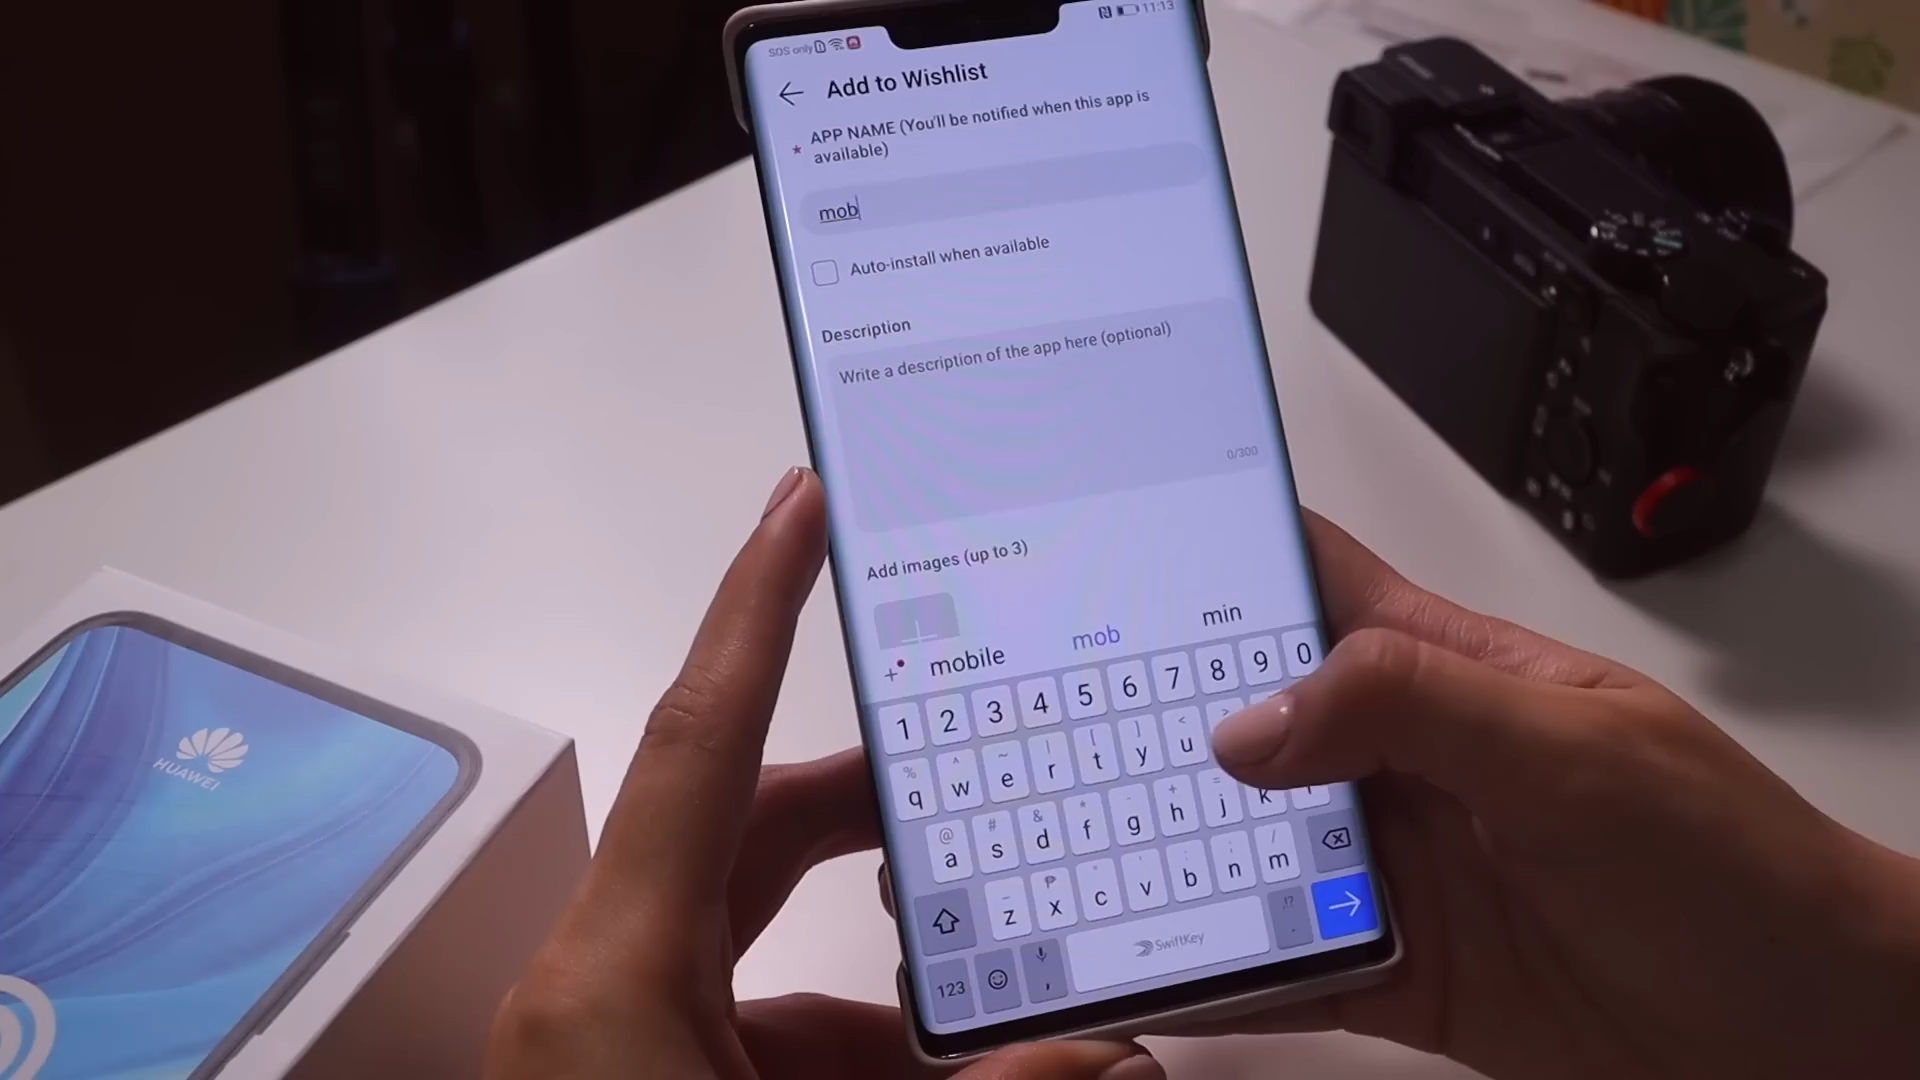 SOS only 11:13
Add to Wishlist
* APP NAME (You'll be notified when this app is
available)
mob
Auto-install when available
Description
Write a description of the app here (optional)
0/300
Add images (up to 3)
mobile mob min
1 2 3 4 5 6 7 8 9 0
q w e r t y u
a s d f g h j k
z x c v b n m
123 , SwiftKey .
HUAWEI